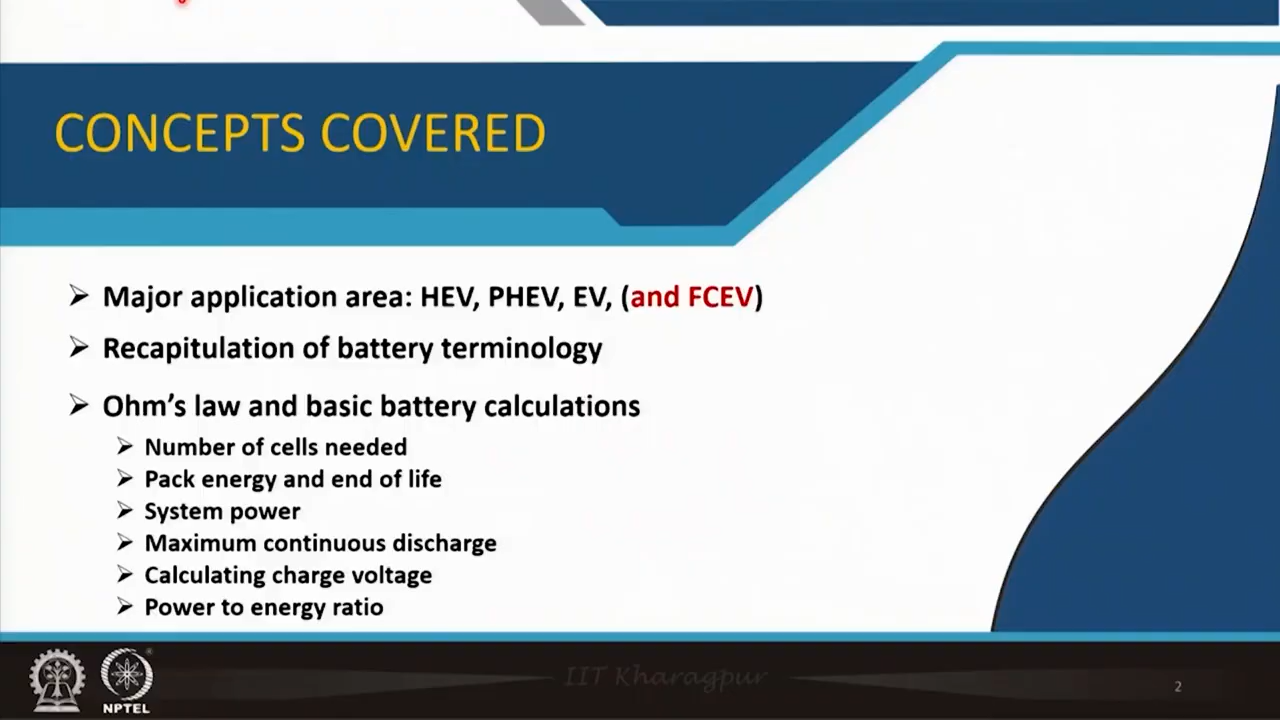 CONCEPTS COVERED
➢ Major application area: HEV, PHEV, EV, (and FCEV)
➢ Recapitulation of battery terminology
➢ Ohm’s law and basic battery calculations
➢ Number of cells needed
➢ Pack energy and end of life
➢ System power
➢ Maximum continuous discharge
➢ Calculating charge voltage
➢ Power to energy ratio
IIT Kharagpur
NPTEL
2